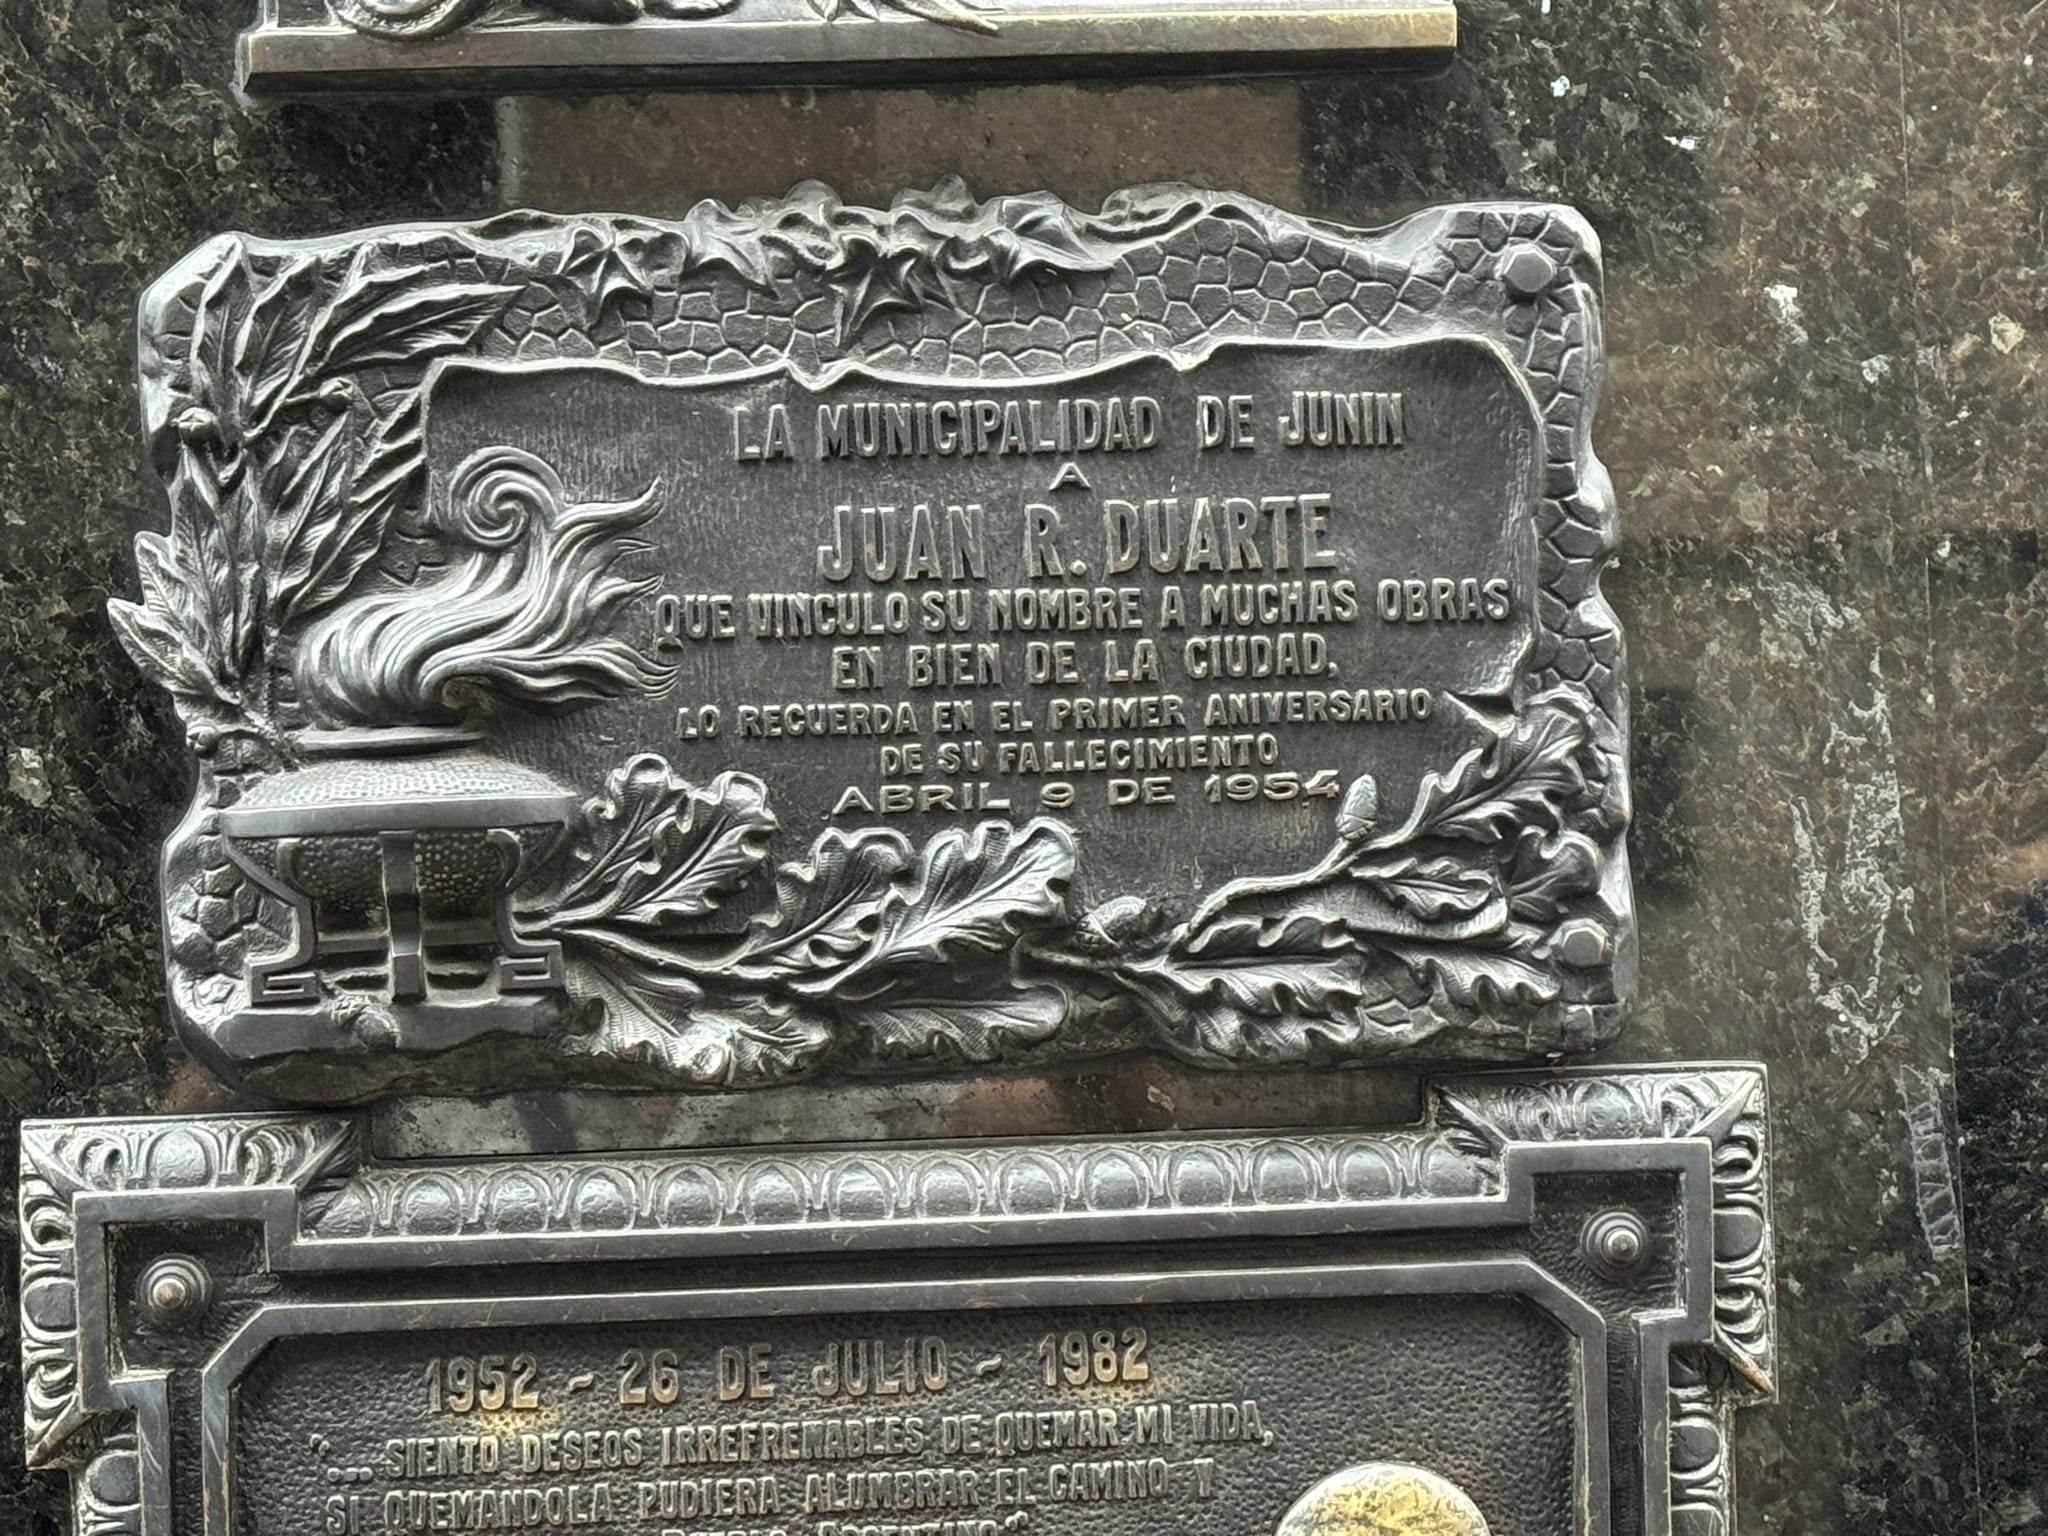 LA MUNICIPALIDAD DE JUNIN
A
JUAN R. DUARTE
QUE VINCULO SU NOMBRE A MUCHAS OBRAS
EN BIEN DE LA CIUDAD,
LO RECUERDA EN EL PRIMER ANIVERSARIO
DE SU FALLECIMIENTO
ABRIL 9 DE 1954
1952 - 26 DE JULIO - 1982
"... SIENTO DESEOS IRREFRENABLES DE QUEMAR MI VIDA,
SI QUEMANDOLA PUDIERA ALUMBRAR EL CAMINO Y
PUEBLO ARGENTINO"